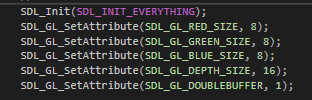 SDL_Init(SDL_INIT_EVERYTHING);
SDL_GL_SetAttribute(SDL_GL_RED_SIZE, 8);
SDL_GL_SetAttribute(SDL_GL_GREEN_SIZE, 8);
SDL_GL_SetAttribute(SDL_GL_BLUE_SIZE, 8);
SDL_GL_SetAttribute(SDL_GL_DEPTH_SIZE, 16);
SDL_GL_SetAttribute(SDL_GL_DOUBLEBUFFER, 1);